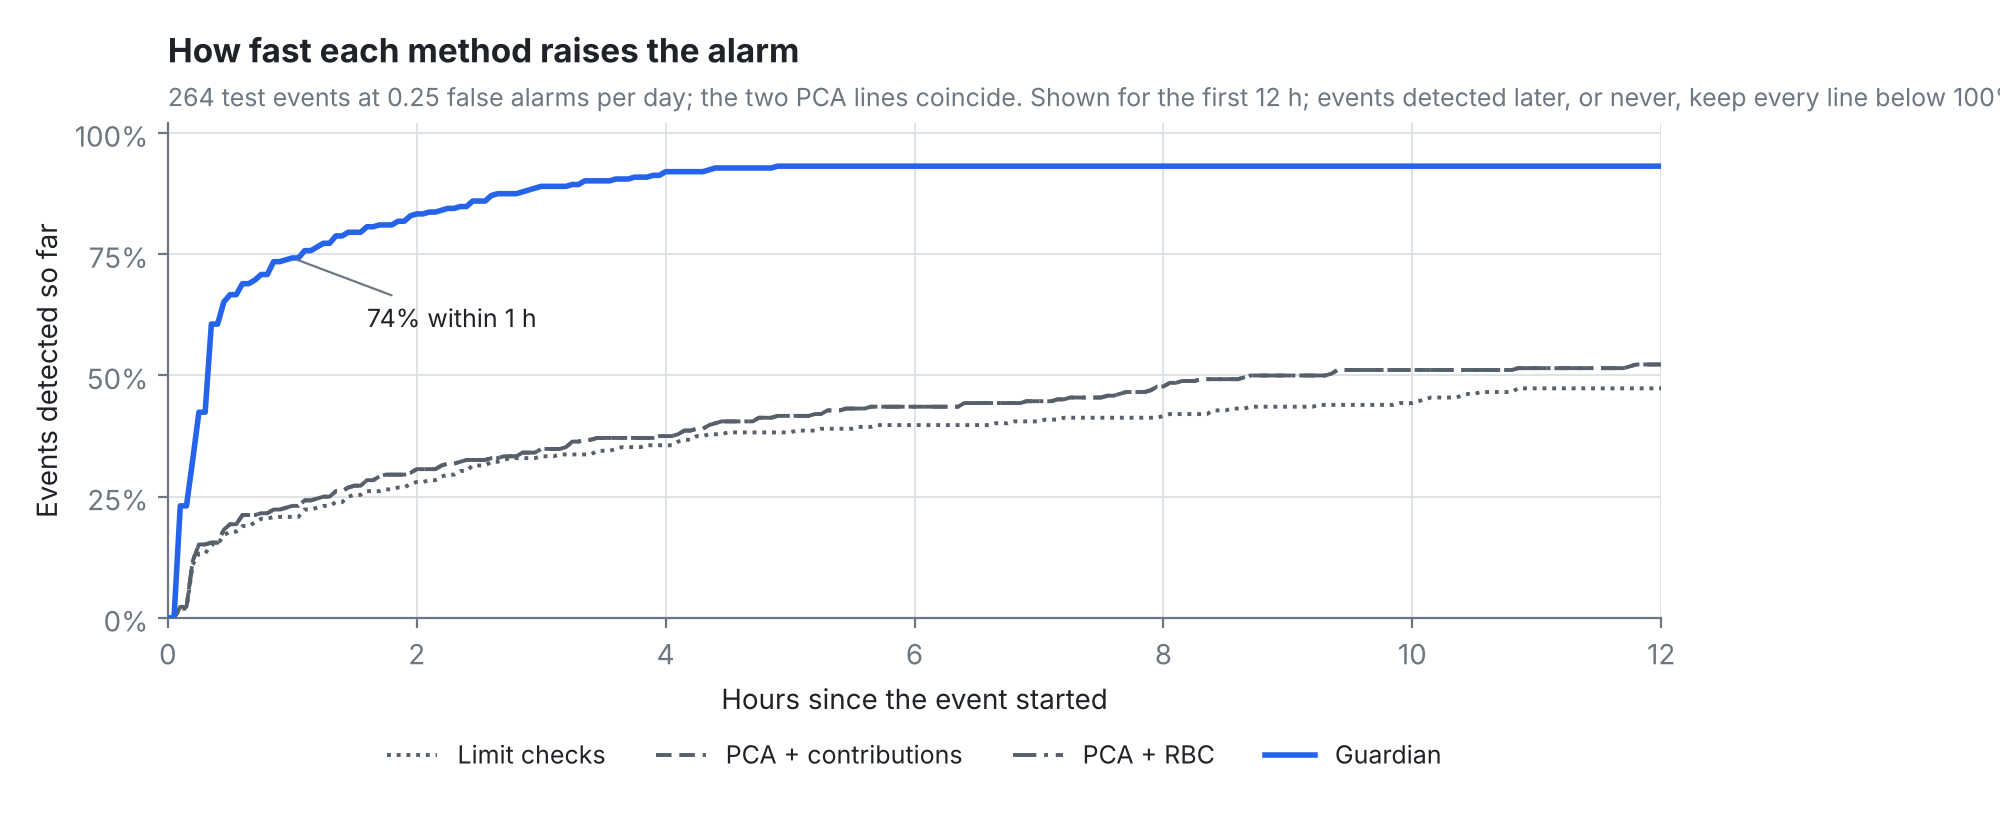 How fast each method raises the alarm
264 test events at 0.25 false alarms per day; the two PCA lines coincide. Shown for the first 12 h; events detected later, or never, keep every line below 100%
100%
75%
50%
25%
0%
Events detected so far
74% within 1 h
0 2 4 6 8 10 12
Hours since the event started
Limit checks PCA + contributions PCA + RBC Guardian